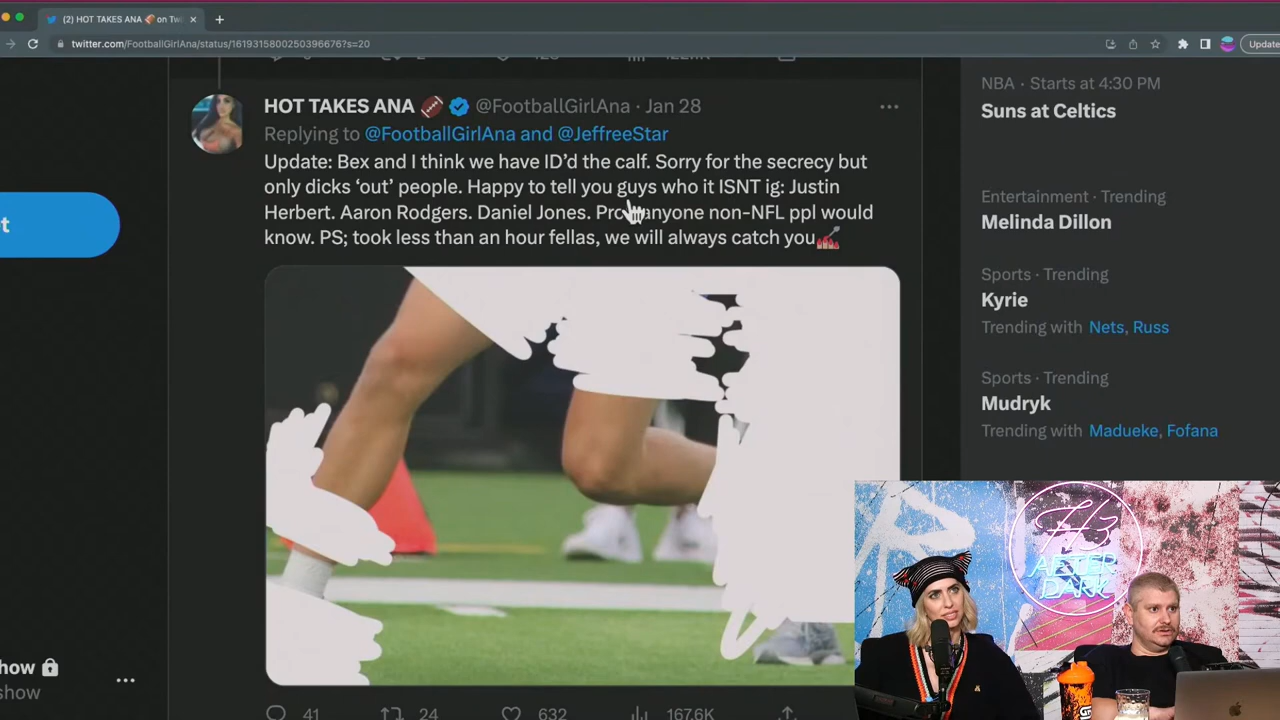 (2) HOT TAKES ANA 🏈 on Tw
twitter.com/FootballGirlAna/status/1619315800250396676?s=20
Update
HOT TAKES ANA 🏈 @FootballGirlAna · Jan 28
Replying to @FootballGirlAna and @JeffreeStar
Update: Bex and I think we have ID’d the calf. Sorry for the secrecy but
only dicks ‘out’ people. Happy to tell you guys who it ISNT ig: Justin
Herbert. Aaron Rodgers. Daniel Jones. anyone non-NFL ppl would
know. PS; took less than an hour fellas, we will always catch you💅
41 24 632 167.6K
NBA · Starts at 4:30 PM
Suns at Celtics
Entertainment · Trending
Melinda Dillon
Sports · Trending
Kyrie
Trending with Nets, Russ
Sports · Trending
Mudryk
Trending with Madueke, Fofana
how
show
AFTER
DARK